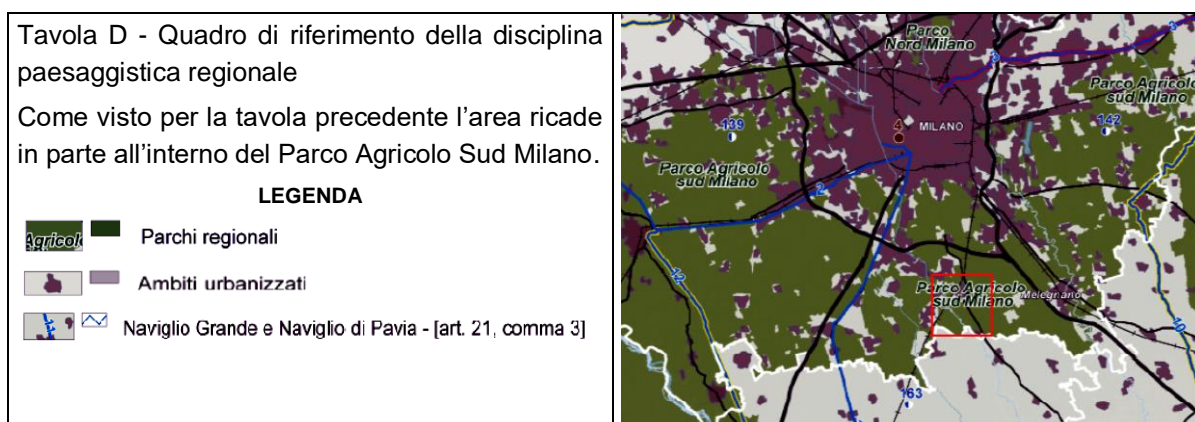 Tavola D - Quadro di riferimento della disciplina
paesaggistica regionale
Come visto per la tavola precedente l'area ricade
in parte all'interno del Parco Agricolo Sud Milano.
LEGENDA
Agricolo
Parchi regionali
Ambiti urbanizzati
Naviglio Grande e Naviglio di Pavia - [art. 21, comma 3]
Parco
Nord Milano
3
3
Parco Agricolo
sud Milano
139
4
MILANO
142
Parco Agricolo
sud Milano
2
12
Parco Agricolo
sud Milano
Melegnano
10
163